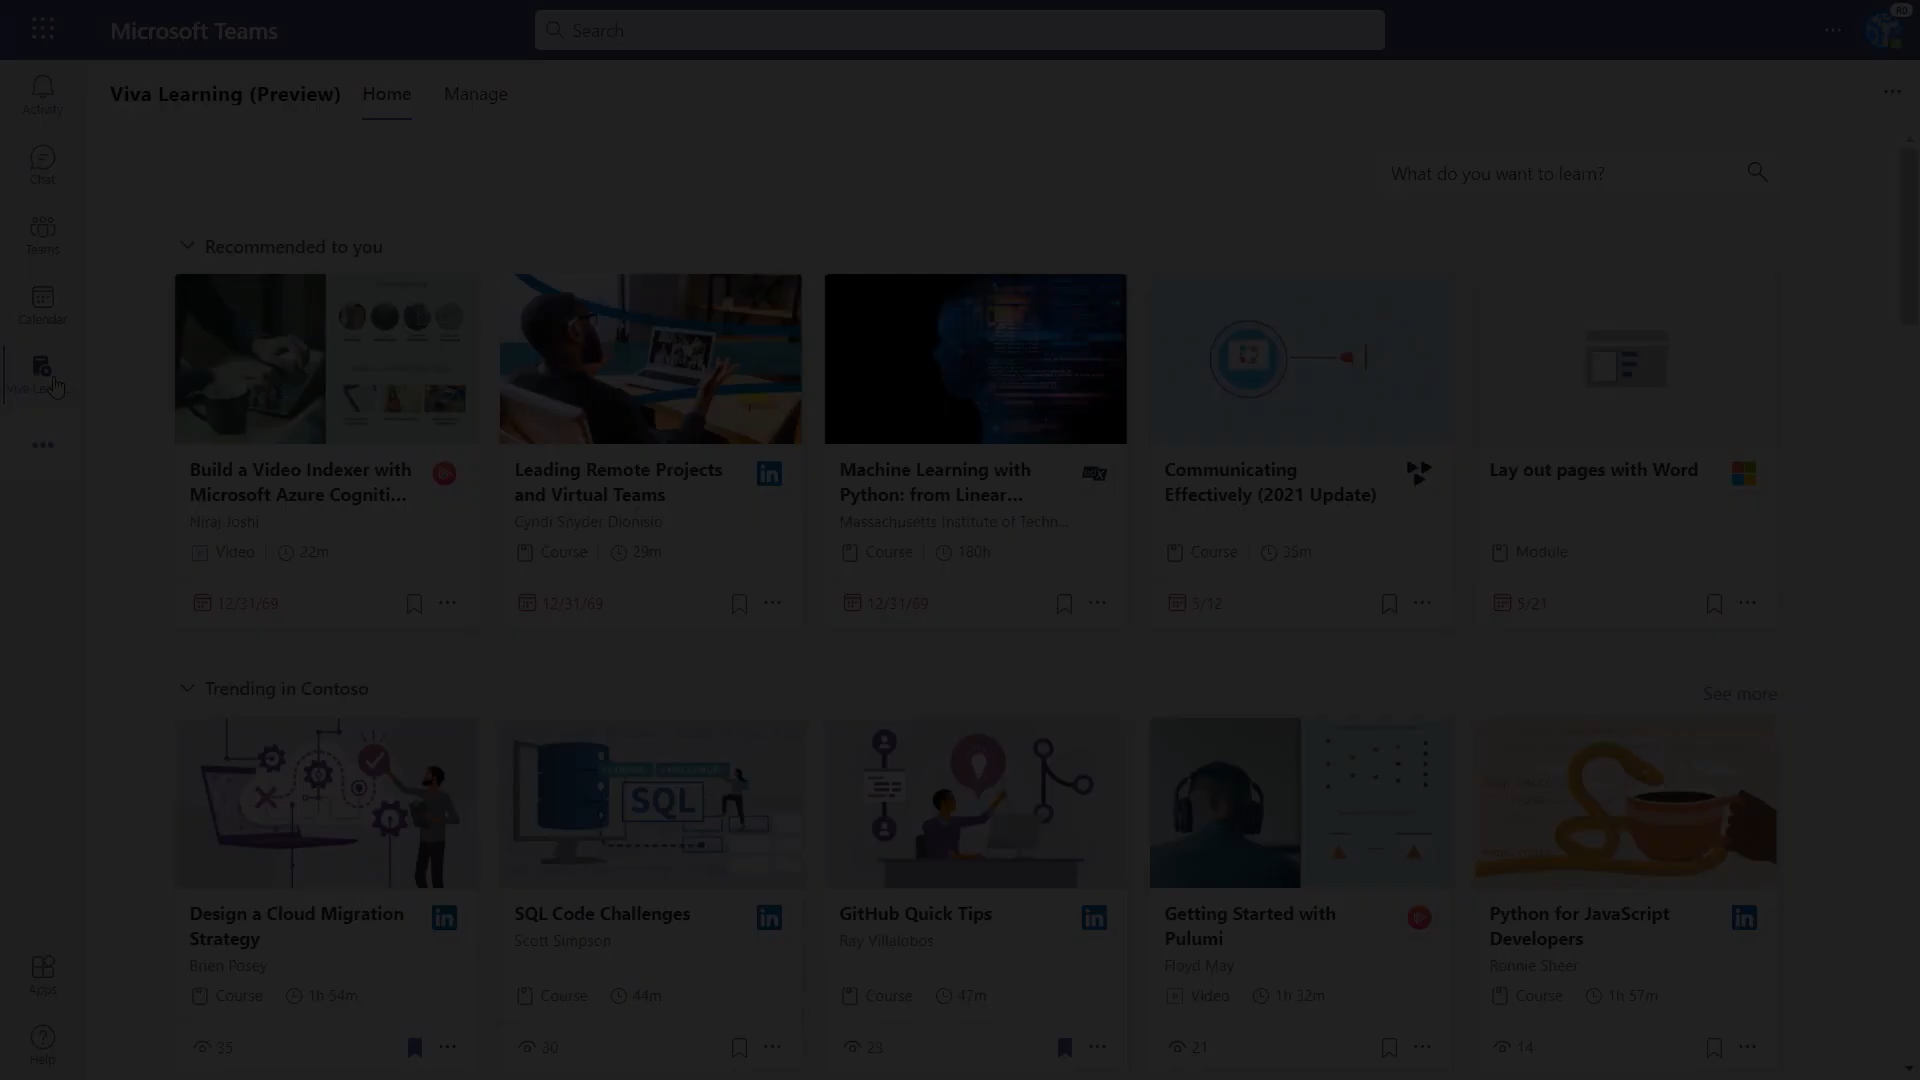 Microsoft Teams
Search
RD
Activity
Chat
Teams
Calendar
Apps
Help
Viva Learning (Preview)
Home
Manage
What do you want to learn?
Recommended to you
Build a Video Indexer with
Microsoft Azure Cogniti...
Niraj Joshi
Video
22m
12/31/69
Leading Remote Projects
and Virtual Teams
Cyndi Snyder Dionisio
Course
29m
12/31/69
Machine Learning with
Python: from Linear...
Massachusetts Institute of Techn...
Course
180h
12/31/69
Communicating
Effectively (2021 Update)
Course
35m
5/12
Lay out pages with Word
Module
5/21
Trending in Contoso
See more
Design a Cloud Migration
Strategy
Brien Posey
Course
1h 54m
35
SQL
SQL Code Challenges
Scott Simpson
Course
44m
30
GitHub Quick Tips
Ray Villalobos
Course
47m
23
Getting Started with
Pulumi
Floyd May
Video
1h 32m
21
Python for JavaScript
Developers
Ronnie Sheer
Course
1h 57m
14